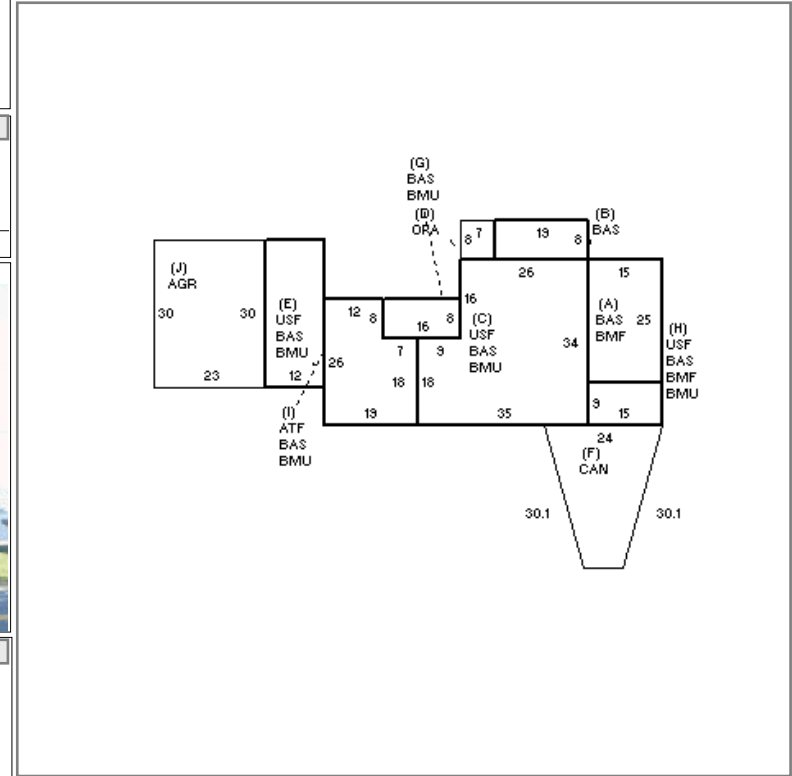 (G)
BAS
BMU
(D)
OPA
(B)
BAS
8 7 19 8
26 15
(J)
AGR
30 30
(E)
USF
BAS
BMU
12 8 16 8 16
(C)
USF
BAS
BMU
(A)
BAS
BMF
25
(H)
USF
BAS
BMF
BMU
34
26 7 9
23 12
18 18
9
19 35 15
(I)
ATF
BAS
BMU
24
(F)
CAN
30.1 30.1